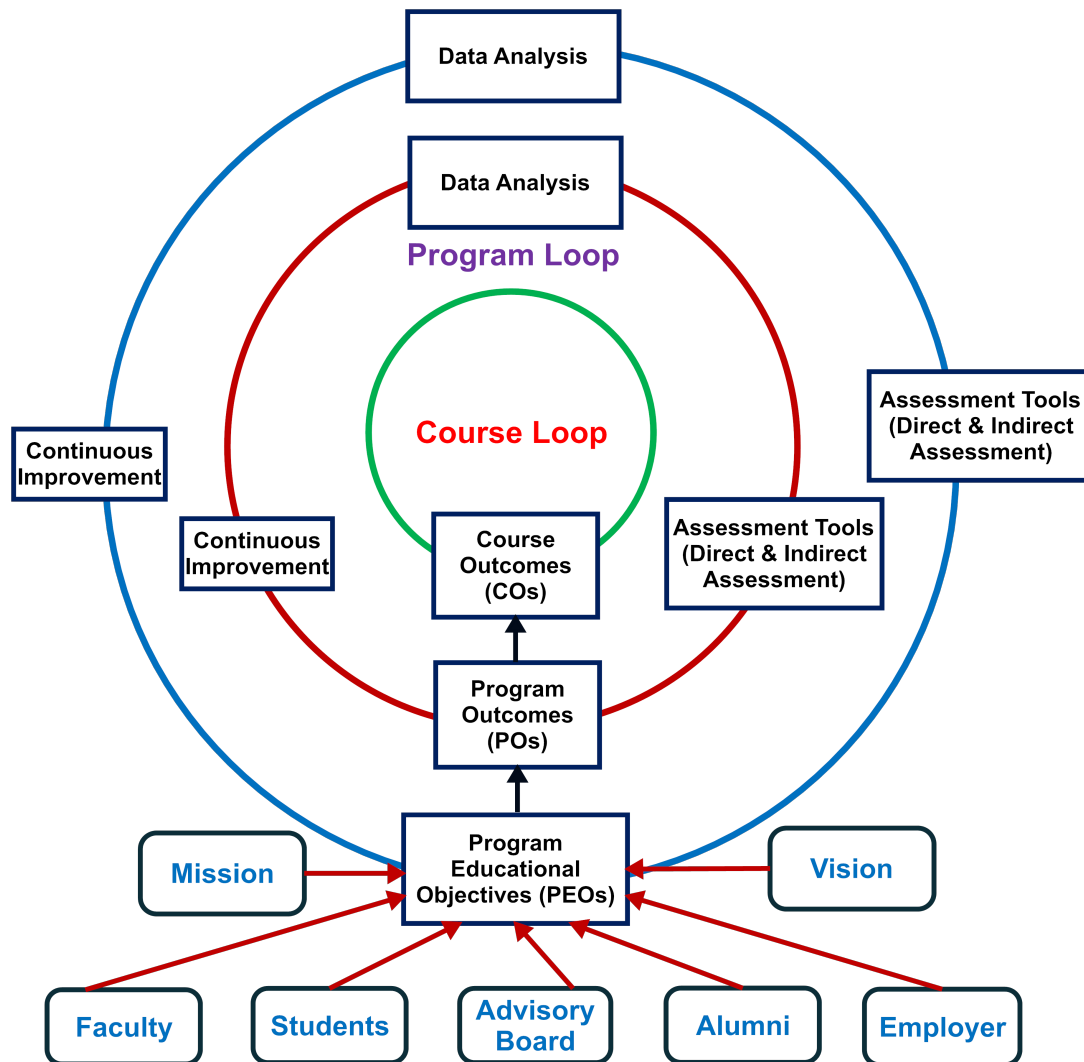 Data Analysis
Data Analysis
Program Loop
Course Loop
Assessment Tools
(Direct & Indirect
Assessment)
Continuous
Improvement
Continuous
Improvement
Assessment Tools
(Direct & Indirect
Assessment)
Course
Outcomes
(COs)
Program
Outcomes
(POs)
Program
Educational
Objectives (PEOs)
Mission
Vision
Faculty
Students
Advisory
Board
Alumni
Employer